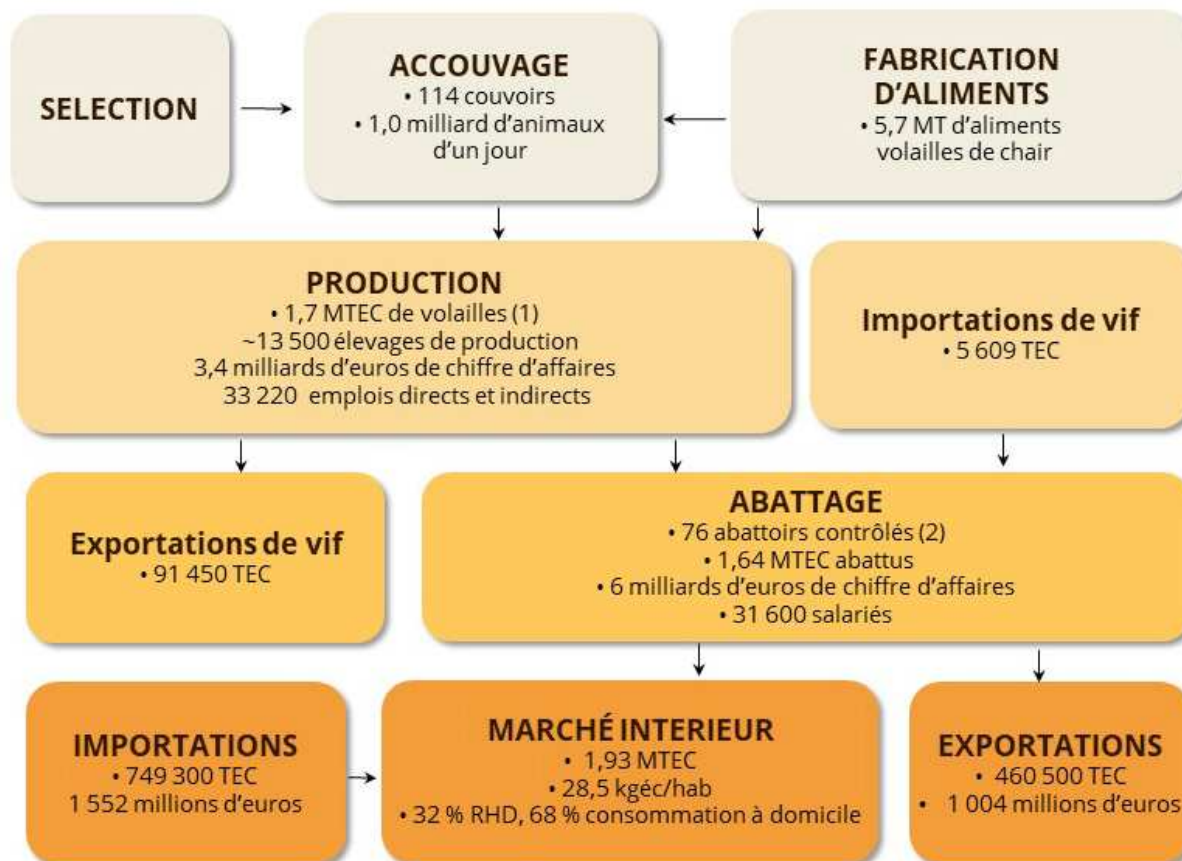 SELECTION
ACCOUVAGE
• 114 couvoirs
• 1,0 milliard d'animaux
d'un jour
FABRICATION
D'ALIMENTS
• 5,7 MT d'aliments
volailles de chair
PRODUCTION
• 1,7 MTEC de volailles (1)
~13 500 élevages de production
3,4 milliards d'euros de chiffre d'affaires
33 220 emplois directs et indirects
Importations de vif
• 5 609 TEC
Exportations de vif
• 91 450 TEC
ABATTAGE
• 76 abattoirs contrôlés (2)
• 1,64 MTEC abattus
• 6 milliards d'euros de chiffre d'affaires
• 31 600 salariés
IMPORTATIONS
• 749 300 TEC
1 552 millions d'euros
MARCHÉ INTERIEUR
• 1,93 MTEC
• 28,5 kgéc/hab
• 32 % RHD, 68 % consommation à domicile
EXPORTATIONS
• 460 500 TEC
• 1 004 millions d'euros